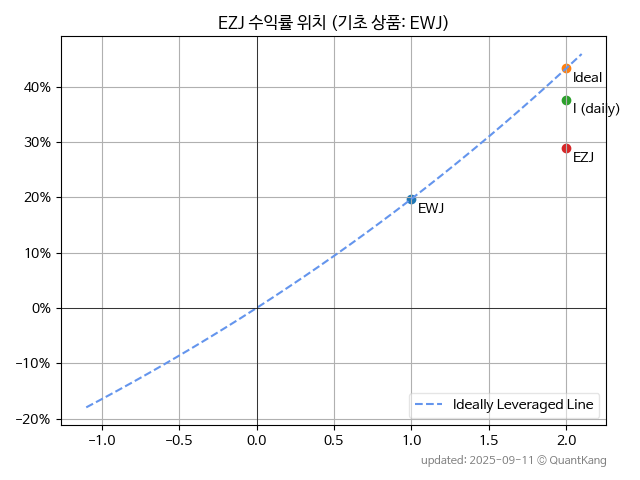 EZJ 수익률 위치 (기초 상품: EWJ)
40%
30%
20%
10%
0%
−10%
−20%
Ideal
I (daily)
EZJ
EWJ
Ideally Leveraged Line
−1.0 −0.5 0.0 0.5 1.0 1.5 2.0
updated: 2025-09-11 © QuantKang